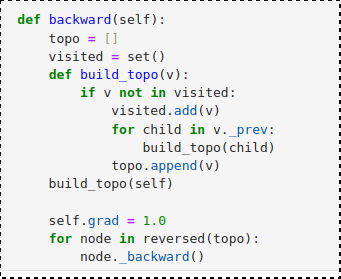 def backward(self):
    topo = []
    visited = set()
    def build_topo(v):
        if v not in visited:
            visited.add(v)
            for child in v._prev:
                build_topo(child)
            topo.append(v)
    build_topo(self)

    self.grad = 1.0
    for node in reversed(topo):
        node._backward()